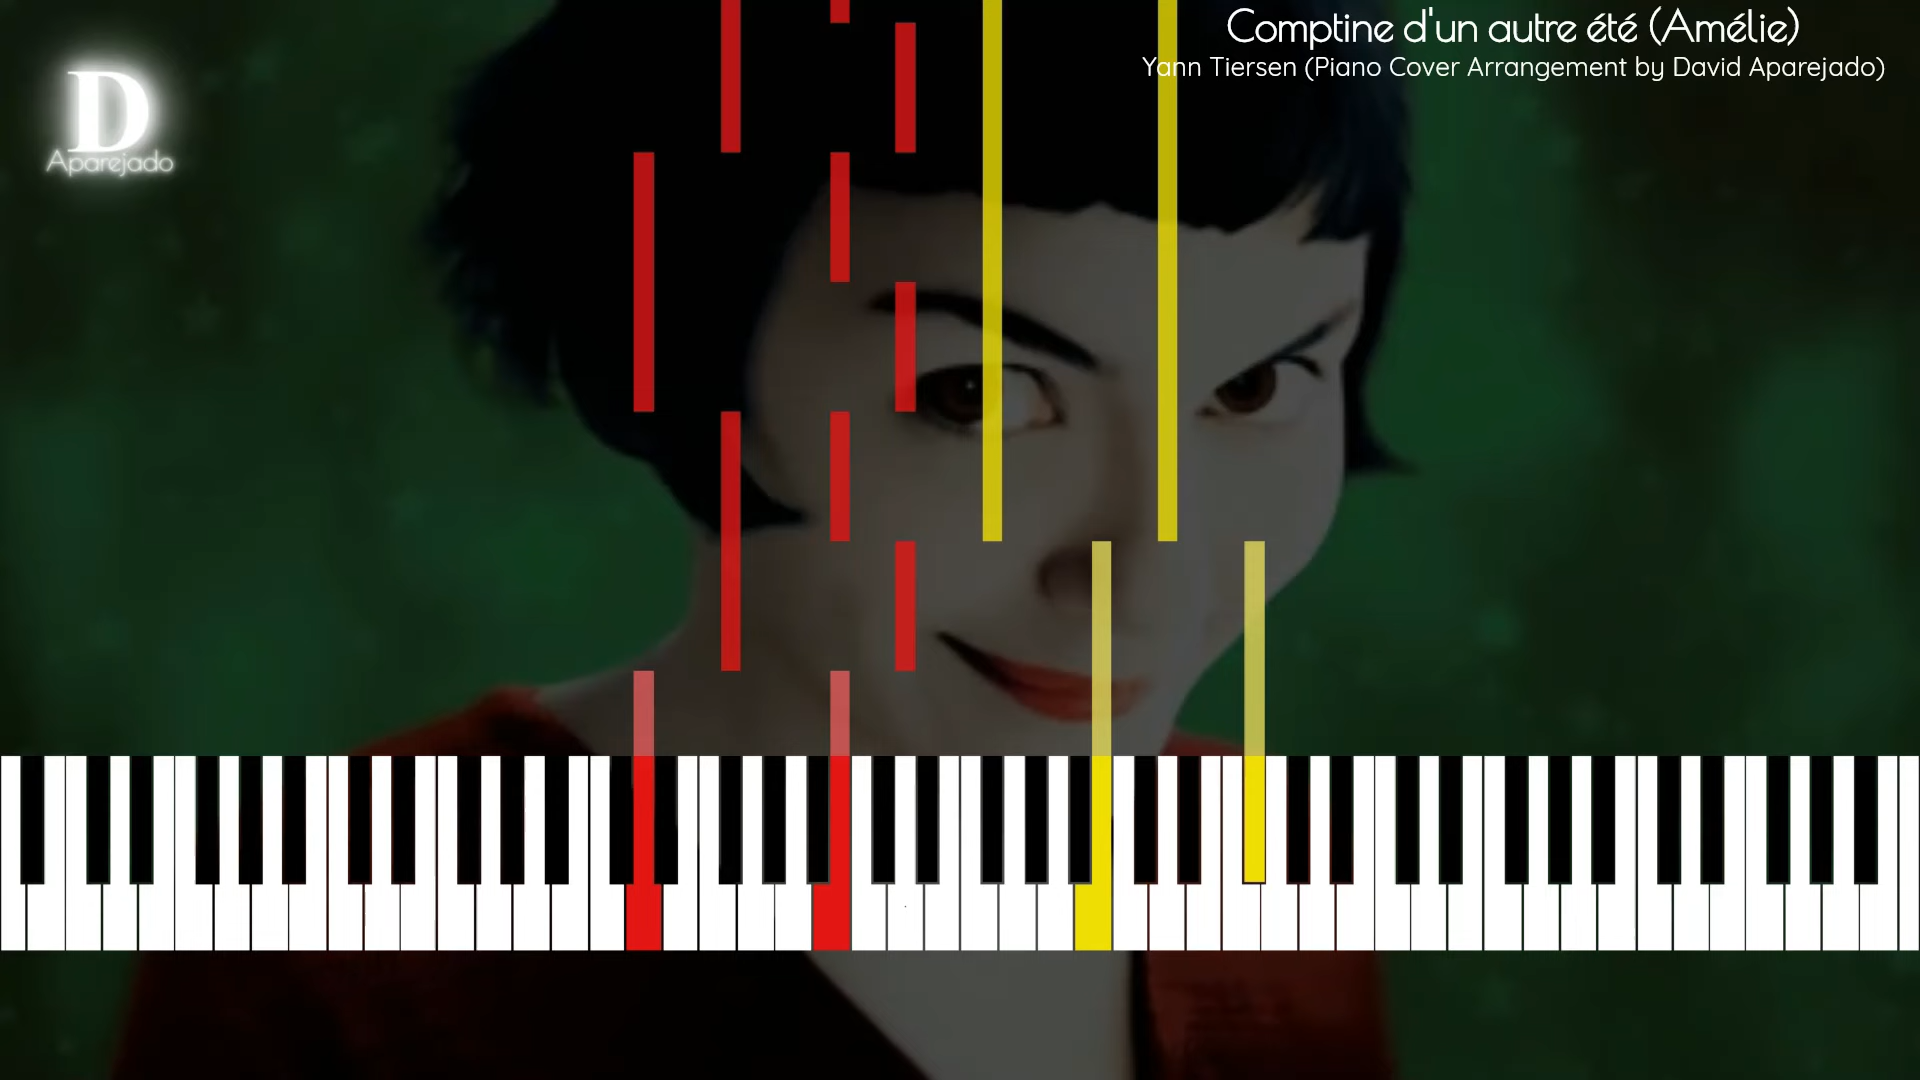 Comptine d'un autre été (Amélie)
Yann Tiersen (Piano Cover Arrangement by David Aparejado)
D
Aparejado